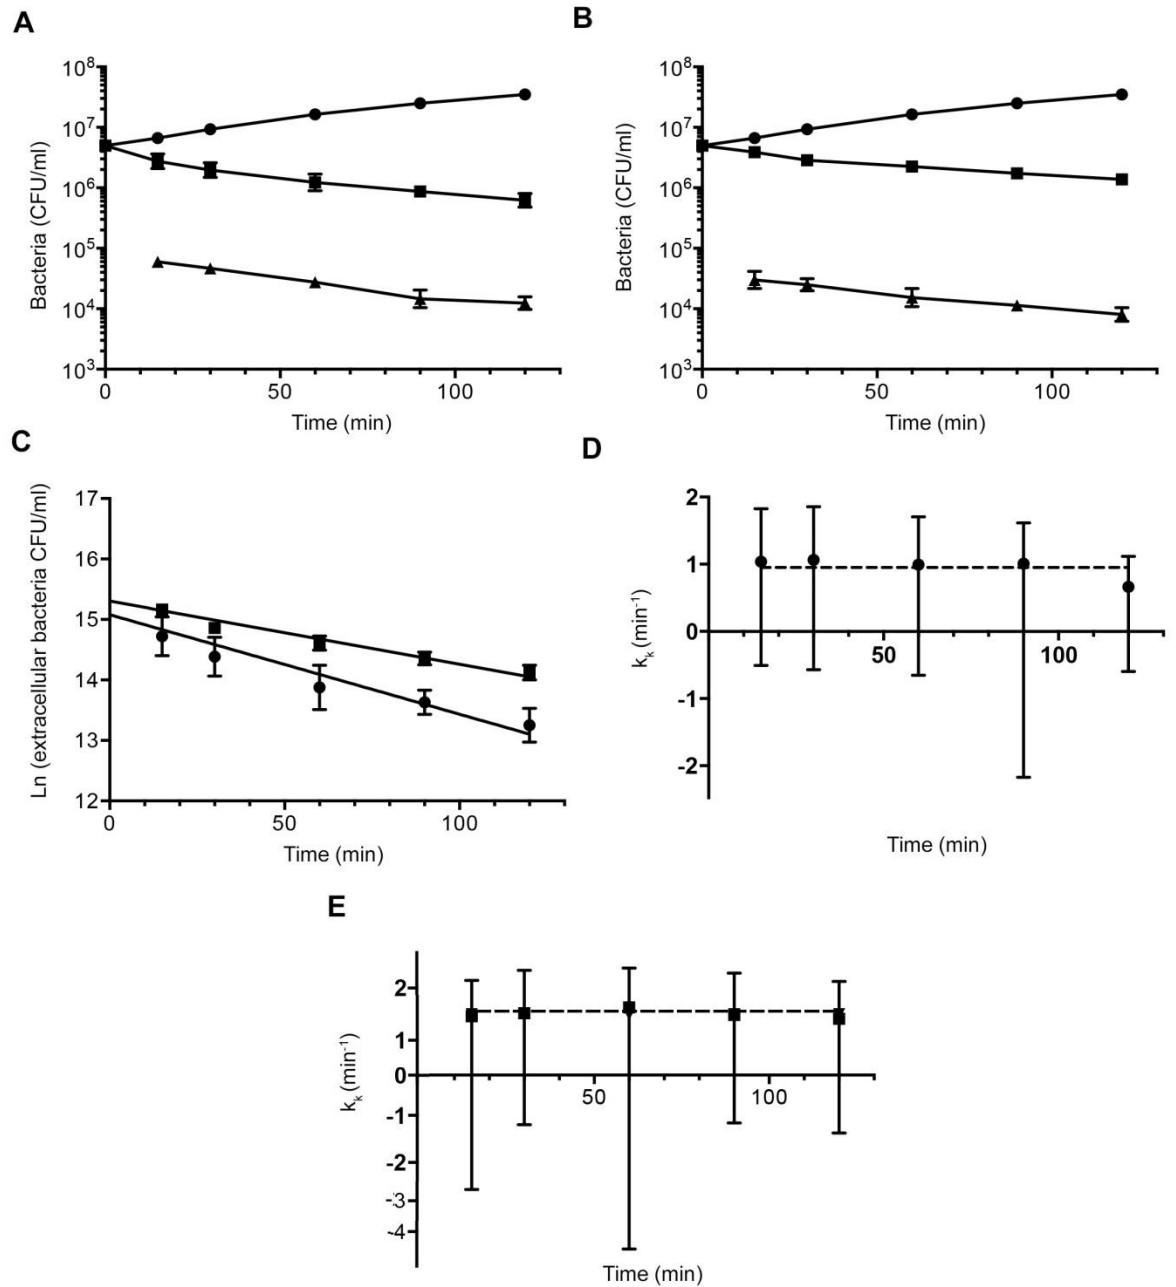 A
Bacteria (CFU/ml)
10⁸
10⁷
10⁶
10⁵
10⁴
10³
0 50 100
Time (min)
B
Bacteria (CFU/ml)
10⁸
10⁷
10⁶
10⁵
10⁴
10³
0 50 100
Time (min)
C
Ln (extracellular bacteria CFU/ml)
17
16
15
14
13
12
0 50 100
Time (min)
D
kₖ (min⁻¹)
2
1
0
-1
-2
50 100
Time (min)
E
kₖ (min⁻¹)
2
1
0
-1
-2
-3
-4
50 100
Time (min)